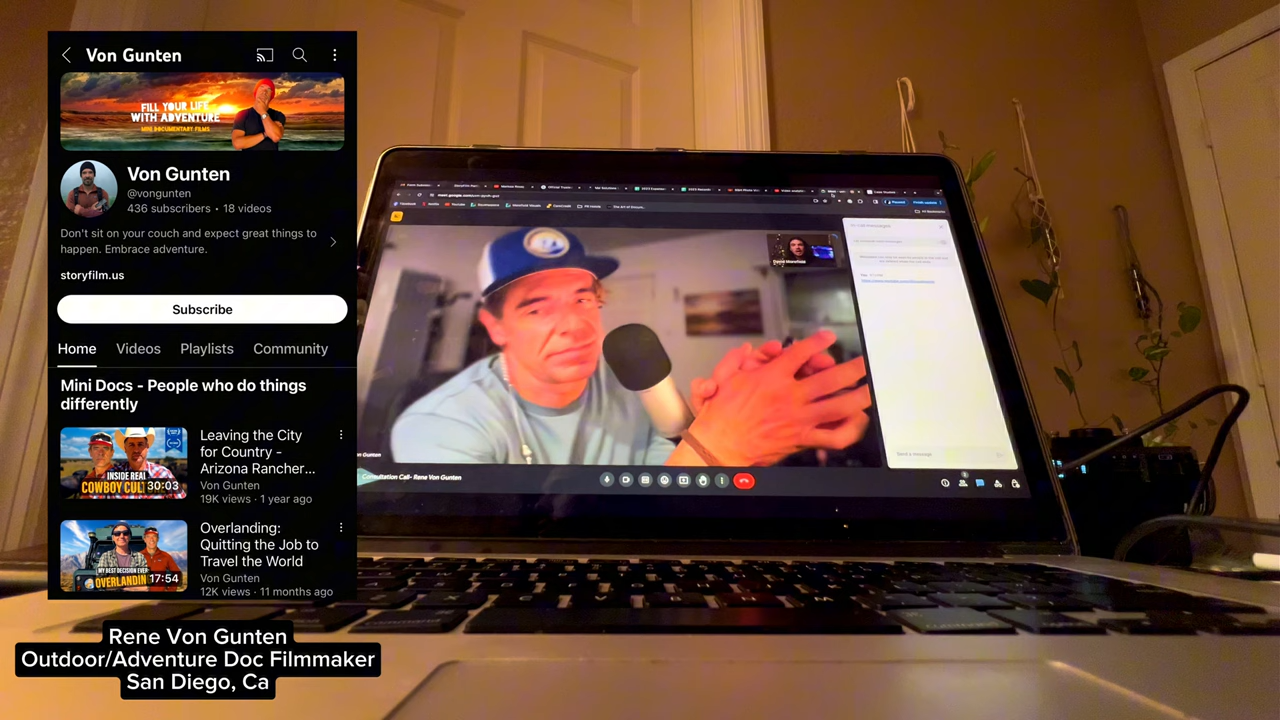 Von Gunten
FILL YOUR LIFE
WITH ADVENTURE
MINI DOCUMENTARY FILMS
Von Gunten
@vongunten
436 subscribers • 18 videos
Don't sit on your couch and expect great things to
happen. Embrace adventure.
storyfilm.us
Subscribe
Home Videos Playlists Community
Mini Docs - People who do things
differently
INSIDE REAL
COWBOY CUL
30:03
Leaving the City
for Country -
Arizona Rancher...
Von Gunten
19K views · 1 year ago
MY BEST DECISION EVER
OVERLANDIN
17:54
Overlanding:
Quitting the Job to
Travel the World
Von Gunten
12K views · 11 months ago
Rene Von Gunten
Outdoor/Adventure Doc Filmmaker
San Diego, Ca
on Gunten
Consultation Call- Rene Von Gunten
Send a message